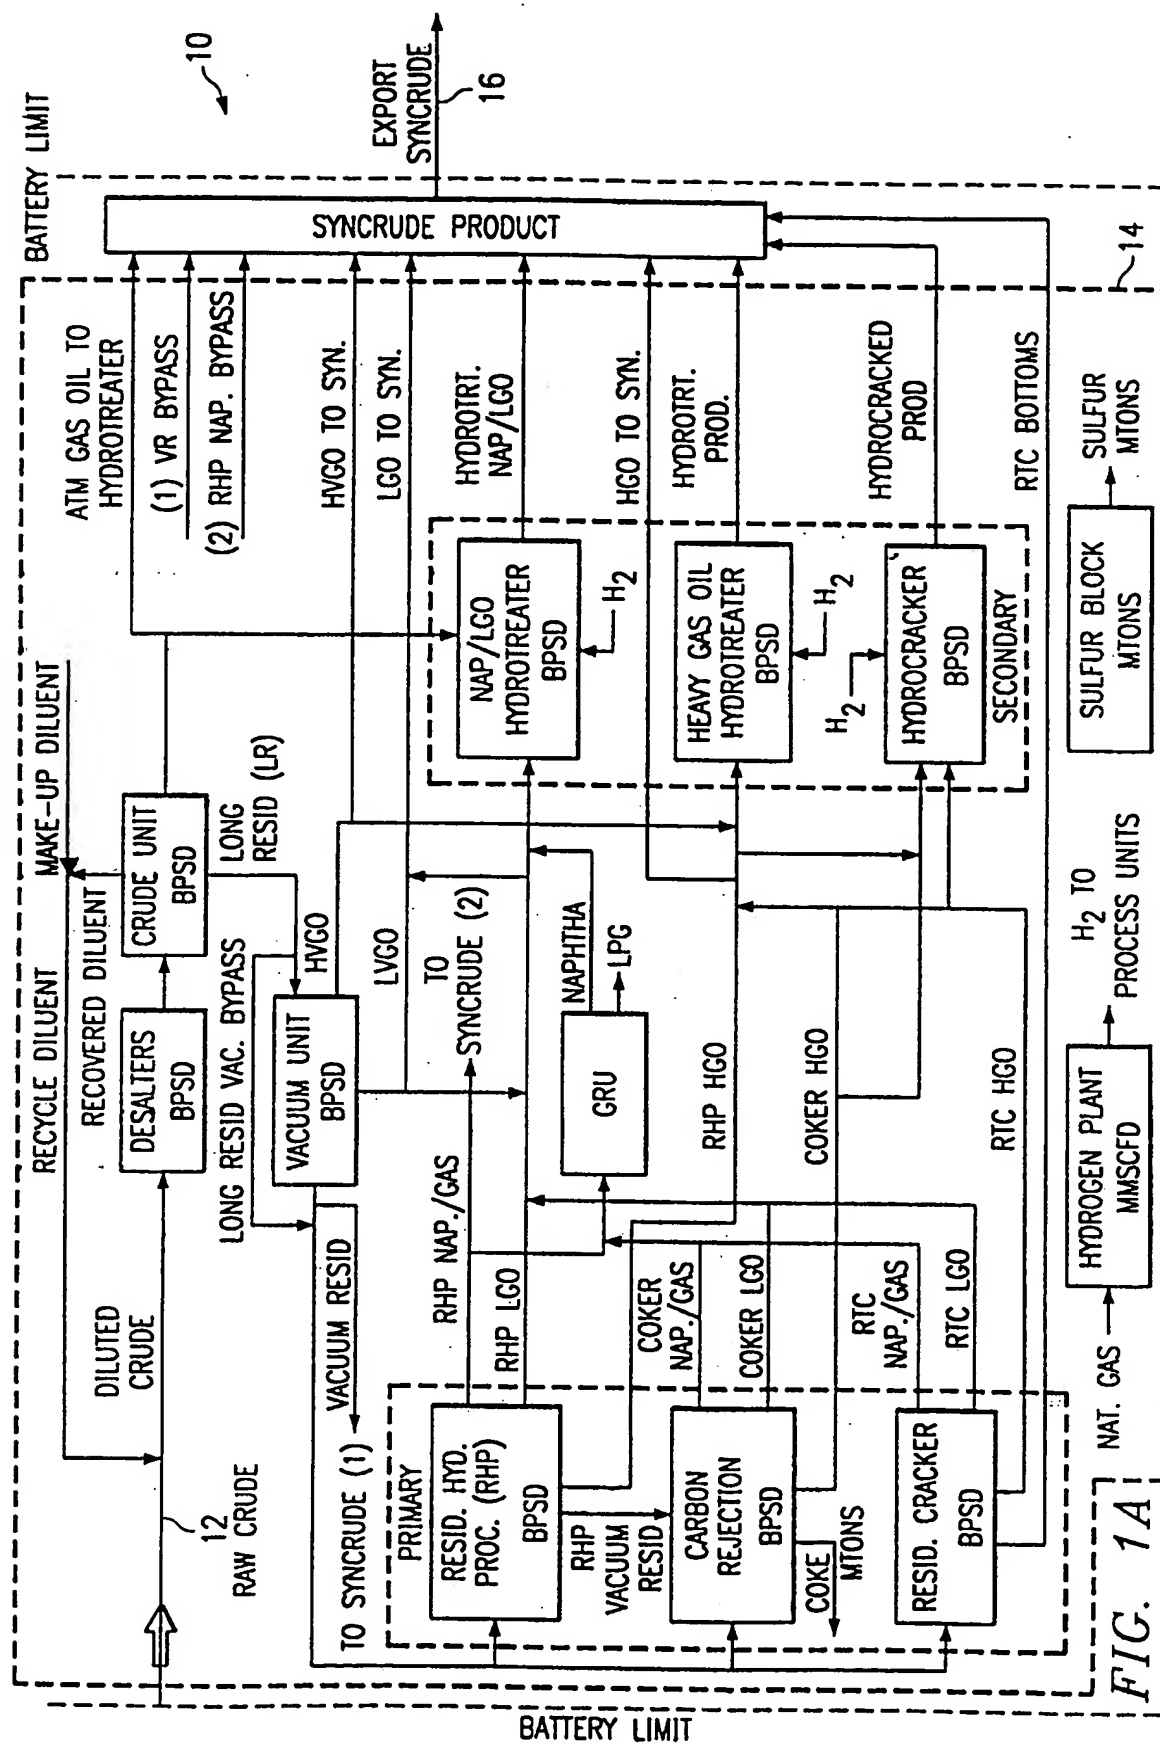 BATTERY LIMIT
10
RECYCLE DILUENT
MAKE-UP DILUENT
RECOVERED DILUENT
DILUTED
CRUDE
12
RAW CRUDE
DESALTERS
BPSD
CRUDE UNIT
BPSD
LONG
RESID (LR)
ATM GAS OIL TO
HYDROTREATER
(1) VR BYPASS
(2) RHP NAP. BYPASS
SYNCRUDE PRODUCT
EXPORT
SYNCRUDE
16
LONG RESID VAC. BYPASS
HVGO
VACUUM UNIT
BPSD
LVGO
VACUUM RESID
TO SYNCRUDE (1)
HVGO TO SYN.
LGO TO SYN.
TO
SYNCRUDE (2)
RHP NAP./GAS
RHP LGO
PRIMARY
RESID. HYD.
PROC. (RHP)
BPSD
RHP
VACUUM
RESID
CARBON
REJECTION
BPSD
COKE
MTONS
RESID. CRACKER
BPSD
COKER
NAP./GAS
COKER LGO
RTC
NAP./GAS
RTC LGO
GRU
NAPHTHA
LPG
RHP HGO
COKER HGO
RTC HGO
NAP/LGO
HYDROTREATER
BPSD
H2
HEAVY GAS OIL
HYDROTREATER
BPSD
H2
H2
HYDROCRACKER
BPSD
SECONDARY
HYDROTRT.
NAP/LGO
HGO TO SYN.
HYDROTRT.
PROD.
HYDROCRACKED
PROD
RTC BOTTOMS
14
NAT. GAS
HYDROGEN PLANT
MMSCFD
H2 TO
PROCESS UNITS
SULFUR BLOCK
MTONS
SULFUR
MTONS
BATTERY LIMIT
FIG. 1A